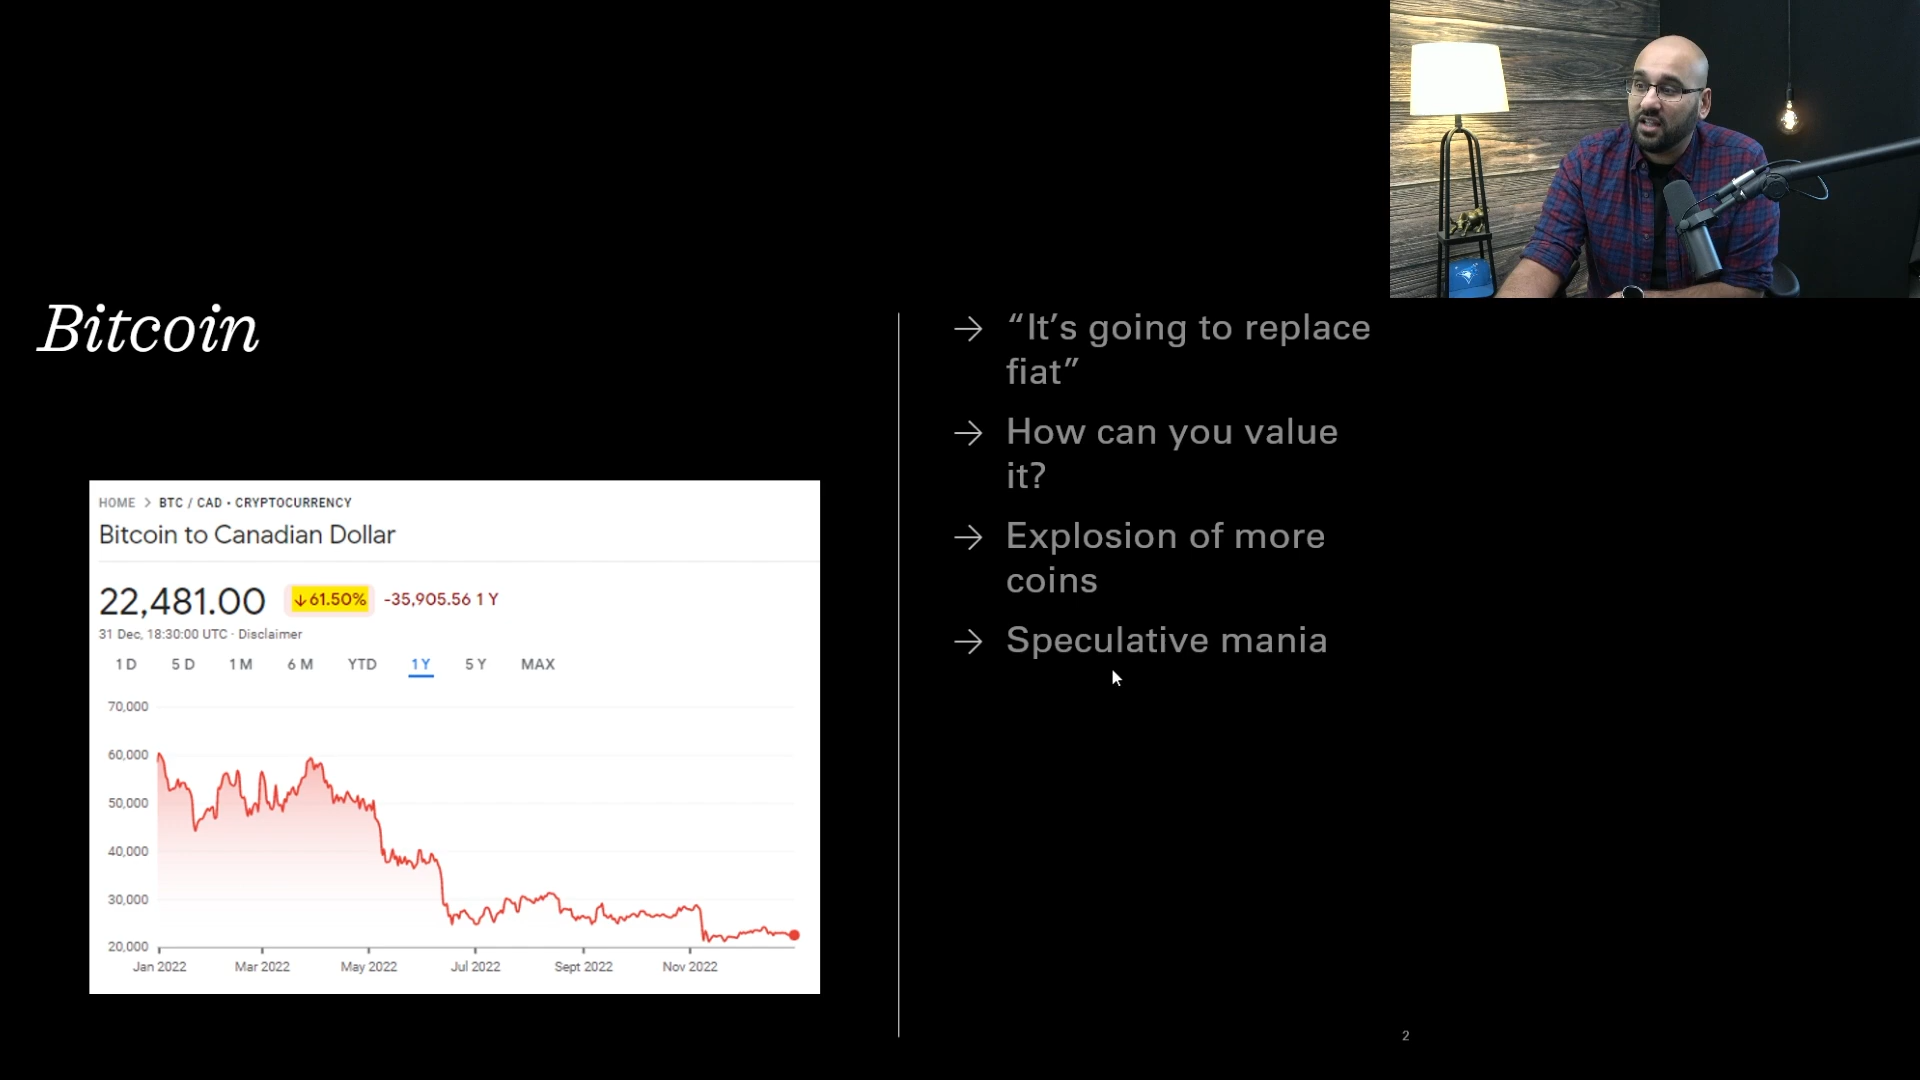 Bitcoin
HOME > BTC / CAD • CRYPTOCURRENCY
Bitcoin to Canadian Dollar
22,481.00 ↓61.50% -35,905.56 1 Y
31 Dec, 18:30:00 UTC · Disclaimer
1 D 5 D 1 M 6 M YTD 1 Y 5 Y MAX
70,000
60,000
50,000
40,000
30,000
20,000
Jan 2022 Mar 2022 May 2022 Jul 2022 Sept 2022 Nov 2022
→ “It’s going to replace
fiat”
→ How can you value
it?
→ Explosion of more
coins
→ Speculative mania
2